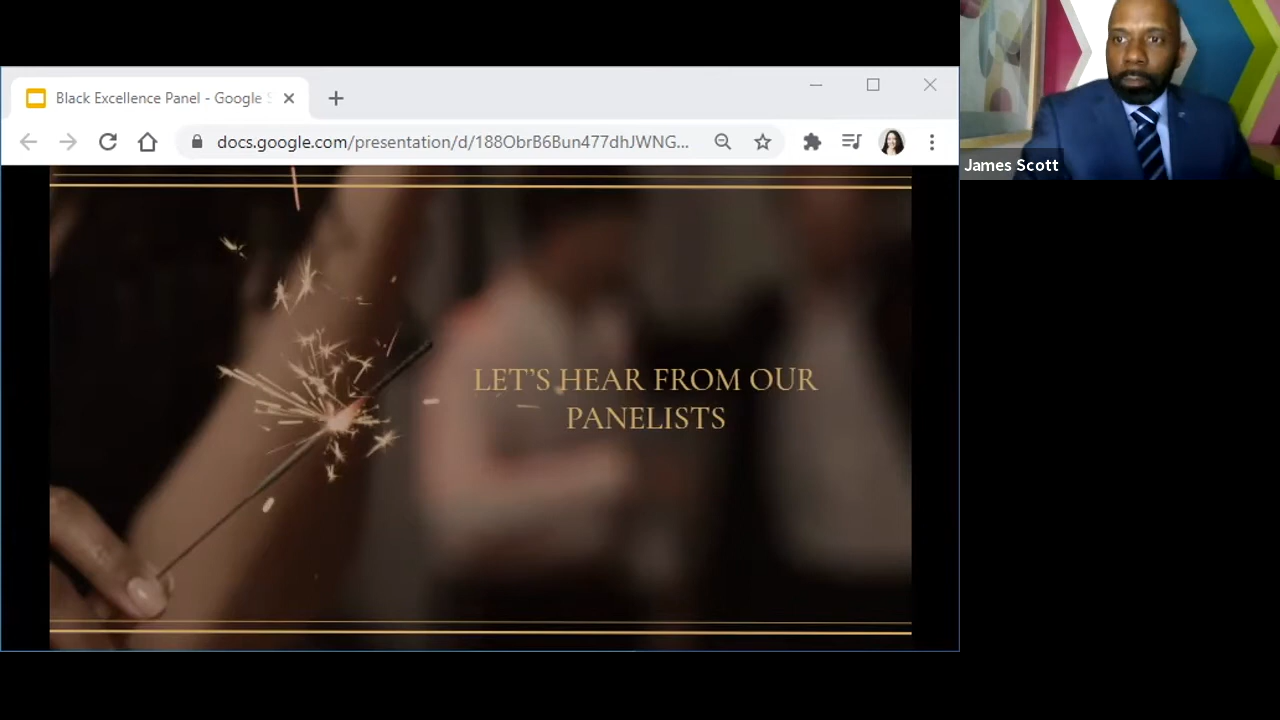 Black Excellence Panel - Google S
docs.google.com/presentation/d/188ObrB6Bun477dhJWNG...
James Scott
LET'S HEAR FROM OUR
PANELISTS